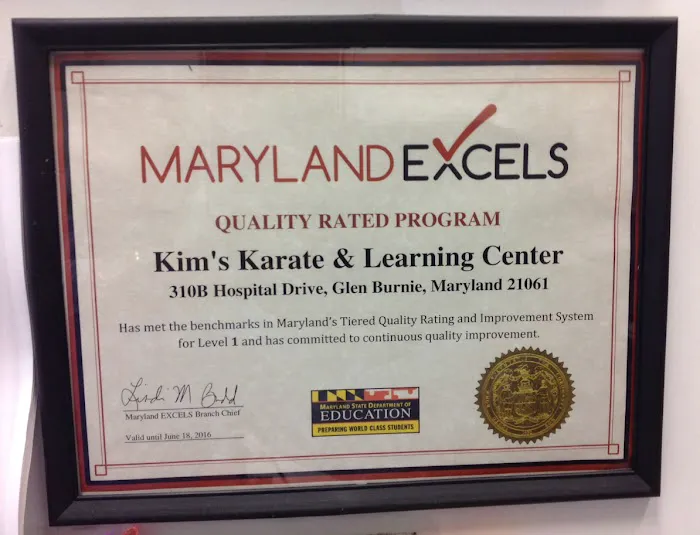 MARYLAND EXCELS
QUALITY RATED PROGRAM
Kim's Karate & Learning Center
310B Hospital Drive, Glen Burnie, Maryland 21061
Has met the benchmarks in Maryland's Tiered Quality Rating and Improvement System
for Level 1 and has committed to continuous quality improvement.
Maryland EXCELS Branch Chief
Valid until June 18, 2016
MARYLAND STATE DEPARTMENT OF
EDUCATION
PREPARING WORLD CLASS STUDENTS